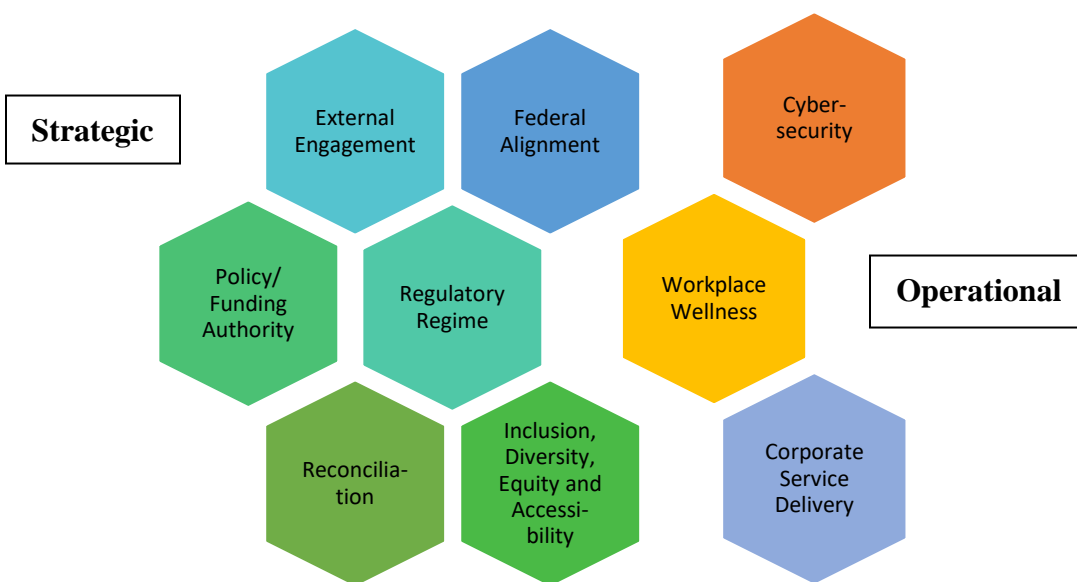 Strategic
External
Engagement
Federal
Alignment
Cyber-
security
Policy/
Funding
Authority
Regulatory
Regime
Workplace
Wellness
Operational
Reconcilia-
tion
Inclusion,
Diversity,
Equity and
Accessi-
bility
Corporate
Service
Delivery